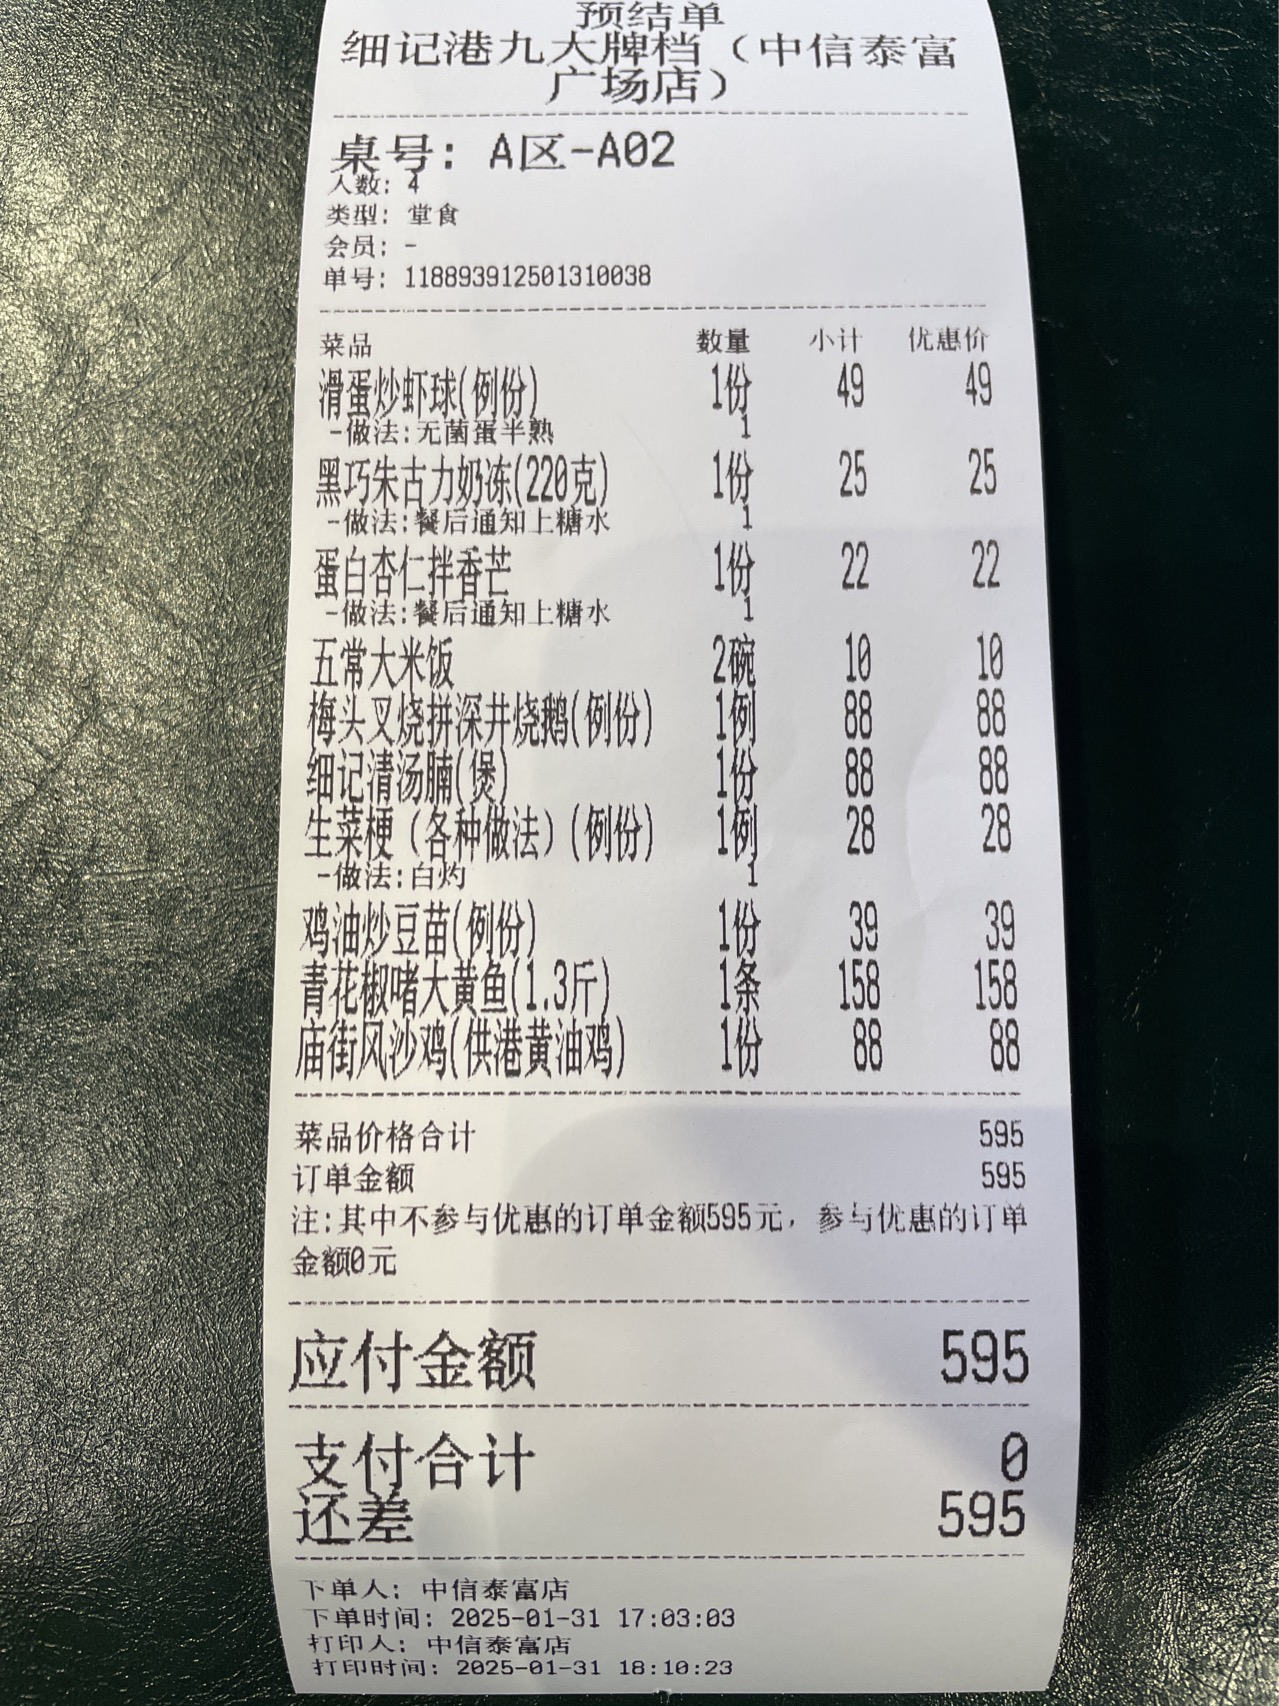 预结单
细记港九大牌档（中信泰富
广场店）
桌号: A区-A02
人数: 4
类型: 堂食
会员: -
单号: 118893912501310038
菜品 数量 小计 优惠价
滑蛋炒虾球(例份) 1份 49 49
-做法:无菌蛋半熟 1
黑巧朱古力奶冻(220克) 1份 25 25
-做法:餐后通知上糖水 1
蛋白杏仁拌香芒 1份 22 22
-做法:餐后通知上糖水 1
五常大米饭 2碗 10 10
梅头叉烧拼深井烧鹅(例份) 1例 88 88
细记清汤腩(煲) 1份 88 88
生菜梗（各种做法）(例份) 1例 28 28
-做法:白灼 1
鸡油炒豆苗(例份) 1份 39 39
青花椒啫大黄鱼(1.3斤) 1条 158 158
庙街风沙鸡(供港黄油鸡) 1份 88 88
菜品价格合计 595
订单金额 595
注:其中不参与优惠的订单金额595元, 参与优惠的订单
金额0元
应付金额 595
支付合计 0
还差 595
下单人: 中信泰富店
下单时间: 2025-01-31 17:03:03
打印人: 中信泰富店
打印时间: 2025-01-31 18:10:23